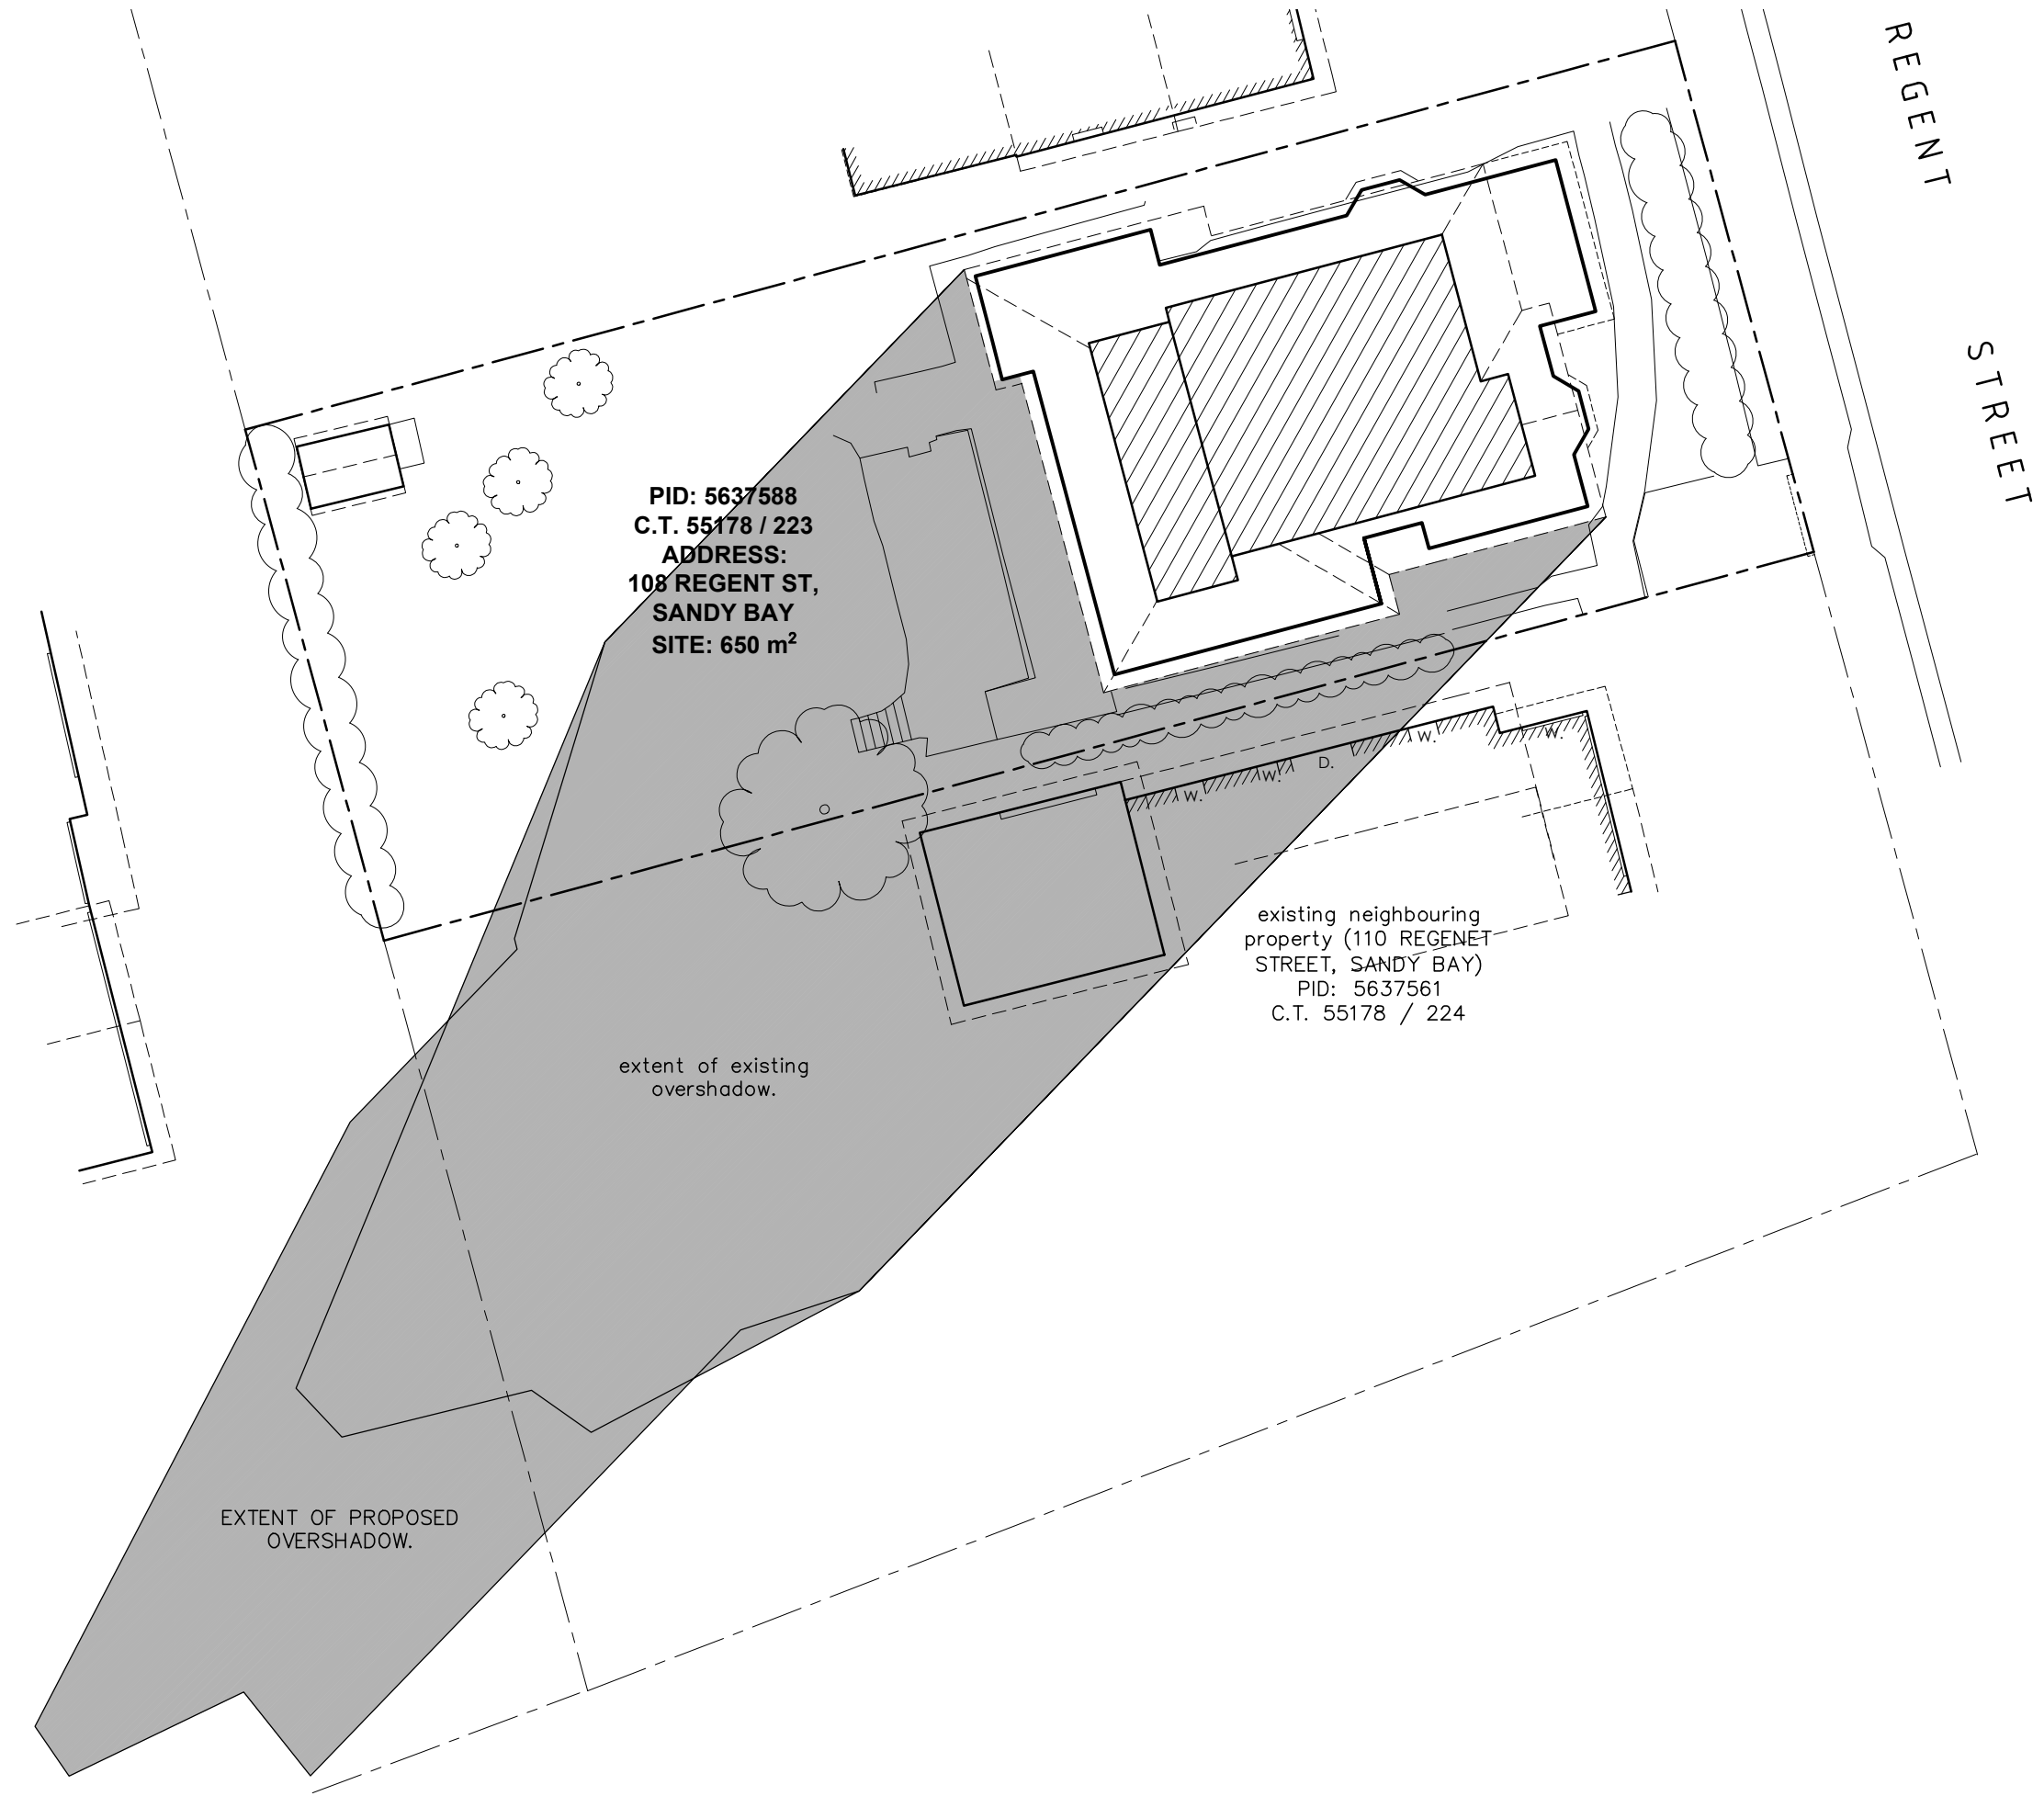 REGENT
STREET
PID: 5637588
C.T. 55178 / 223
ADDRESS:
108 REGENT ST,
SANDY BAY
SITE: 650 m²
W.
W.
D.
W.
W.
existing neighbouring
property (110 REGENET
STREET, SANDY BAY)
PID: 5637561
C.T. 55178 / 224
extent of existing
overshadow.
EXTENT OF PROPOSED
OVERSHADOW.